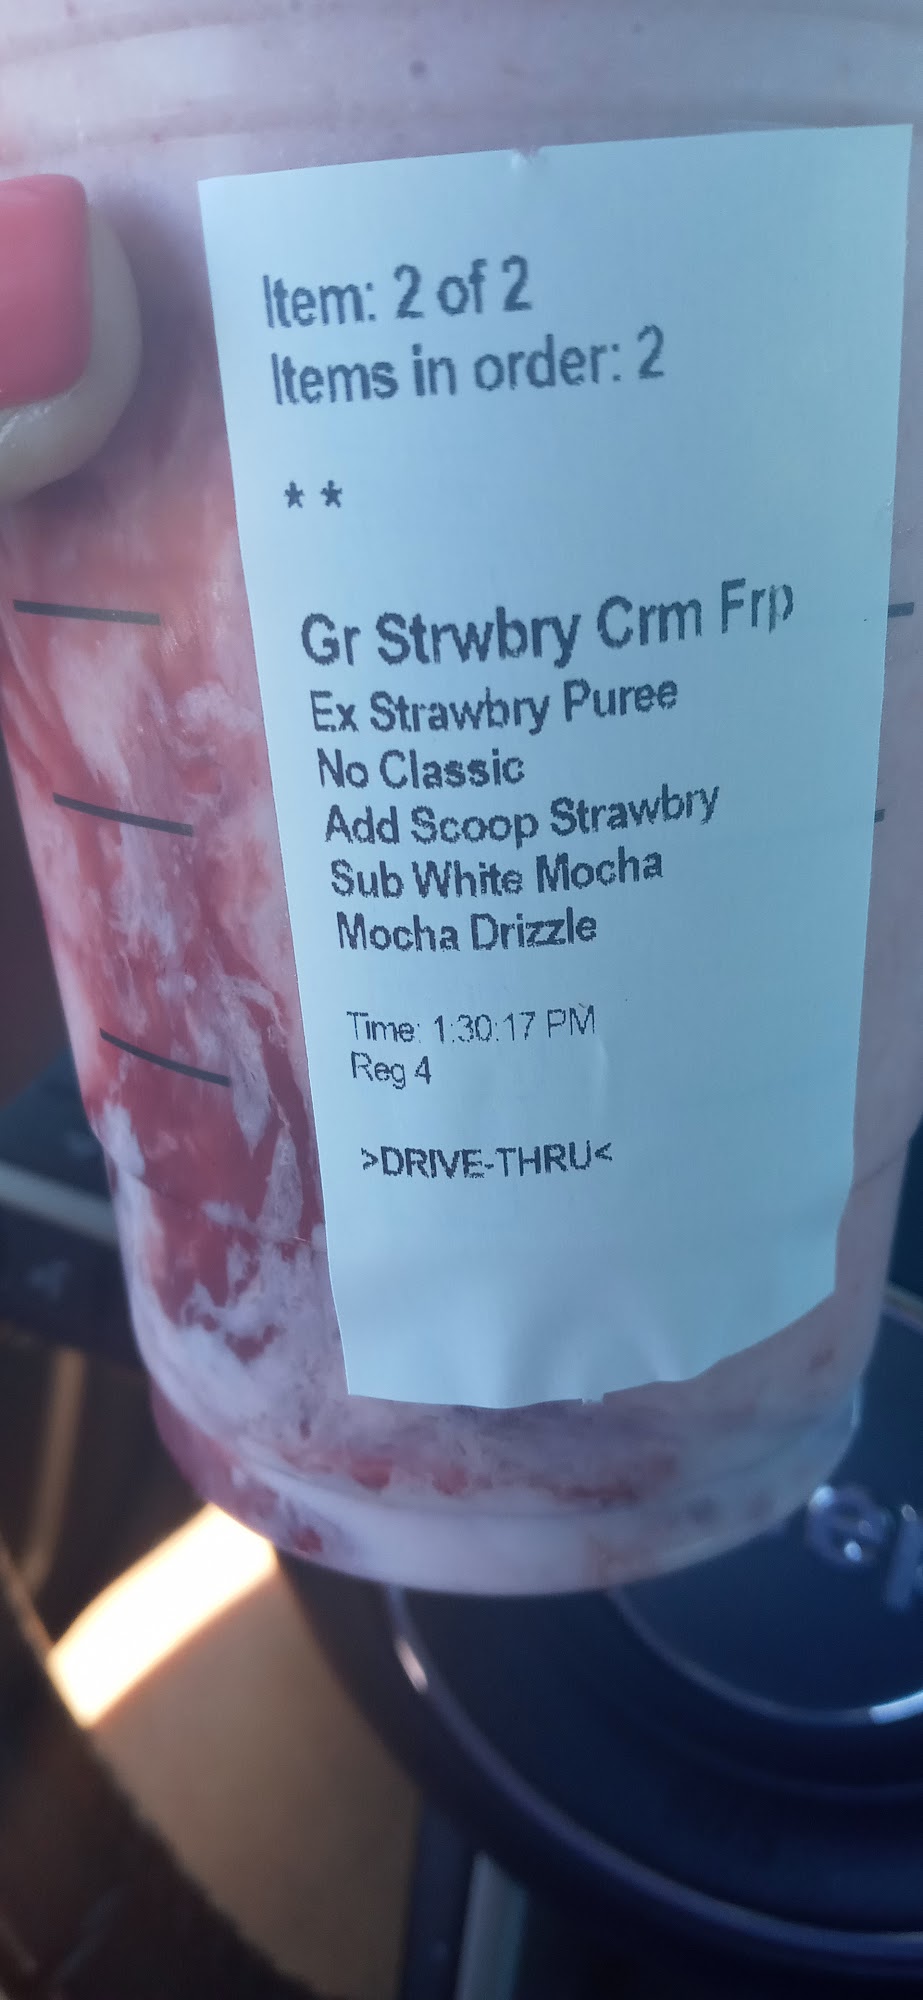 Item: 2 of 2
Items in order: 2
* *
Gr Strwbry Crm Frp
Ex Strawbry Puree
No Classic
Add Scoop Strawbry
Sub White Mocha
Mocha Drizzle
Time: 1:30:17 PM
Reg 4
>DRIVE-THRU<